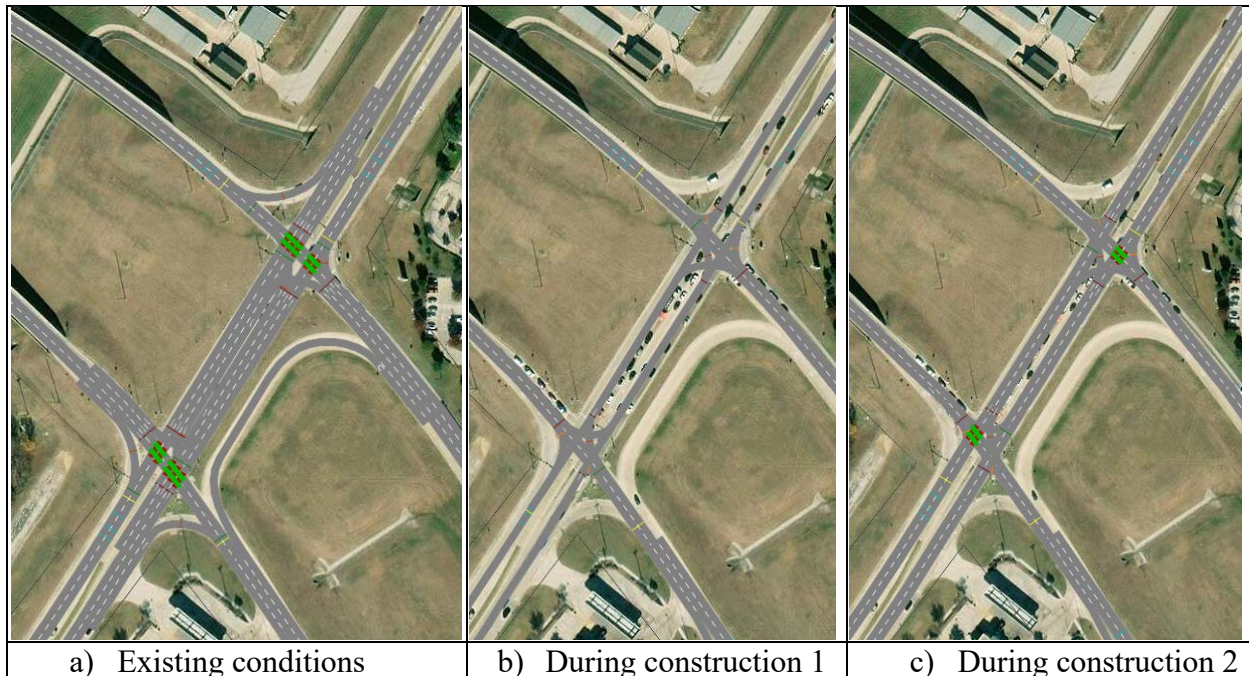 a) Existing conditions
b) During construction 1
c) During construction 2